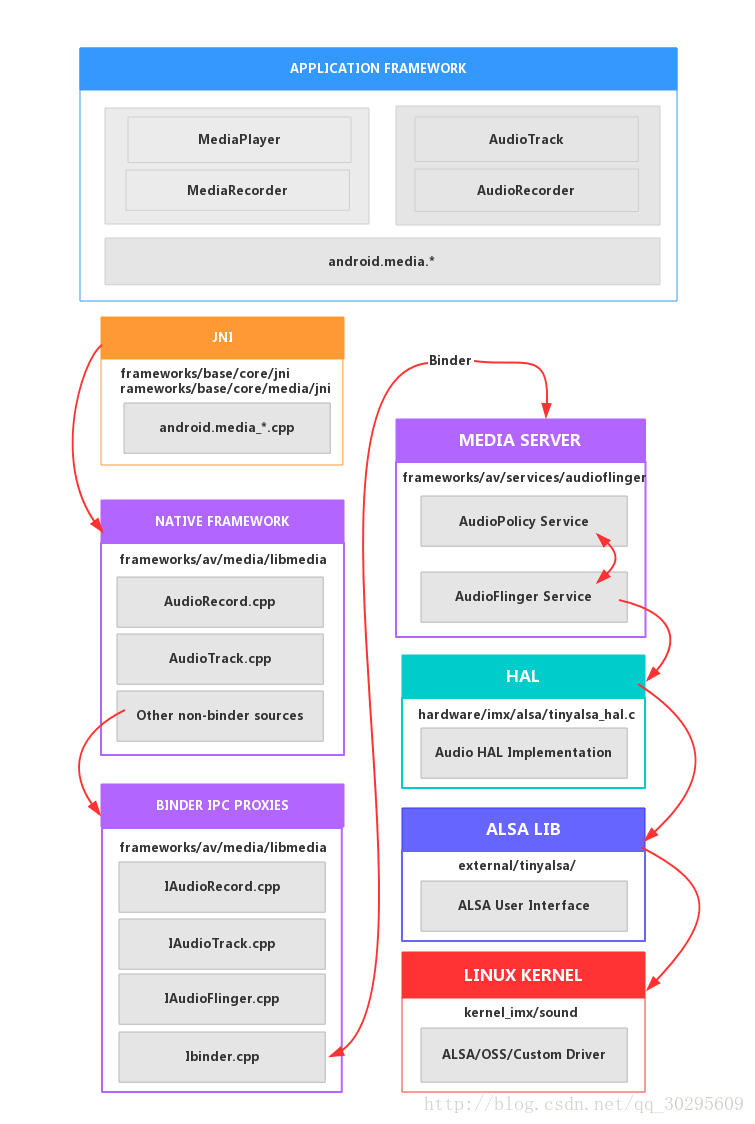 APPLICATION FRAMEWORK
MediaPlayer
MediaRecorder
AudioTrack
AudioRecorder
android.media.*
JNI
frameworks/base/core/jni
rameworks/base/core/media/jni
android.media_*.cpp
NATIVE FRAMEWORK
frameworks/av/media/libmedia
AudioRecord.cpp
AudioTrack.cpp
Other non-binder sources
BINDER IPC PROXIES
frameworks/av/media/libmedia
IAudioRecord.cpp
IAudioTrack.cpp
IAudioFlinger.cpp
Ibinder.cpp
Binder
MEDIA SERVER
frameworks/av/services/audioflinger
AudioPolicy Service
AudioFlinger Service
HAL
hardware/imx/alsa/tinyalsa_hal.c
Audio HAL Implementation
ALSA LIB
external/tinyalsa/
ALSA User Interface
LINUX KERNEL
kernel_imx/sound
ALSA/OSS/Custom Driver
http://blog.csdn.net/qq_30295609